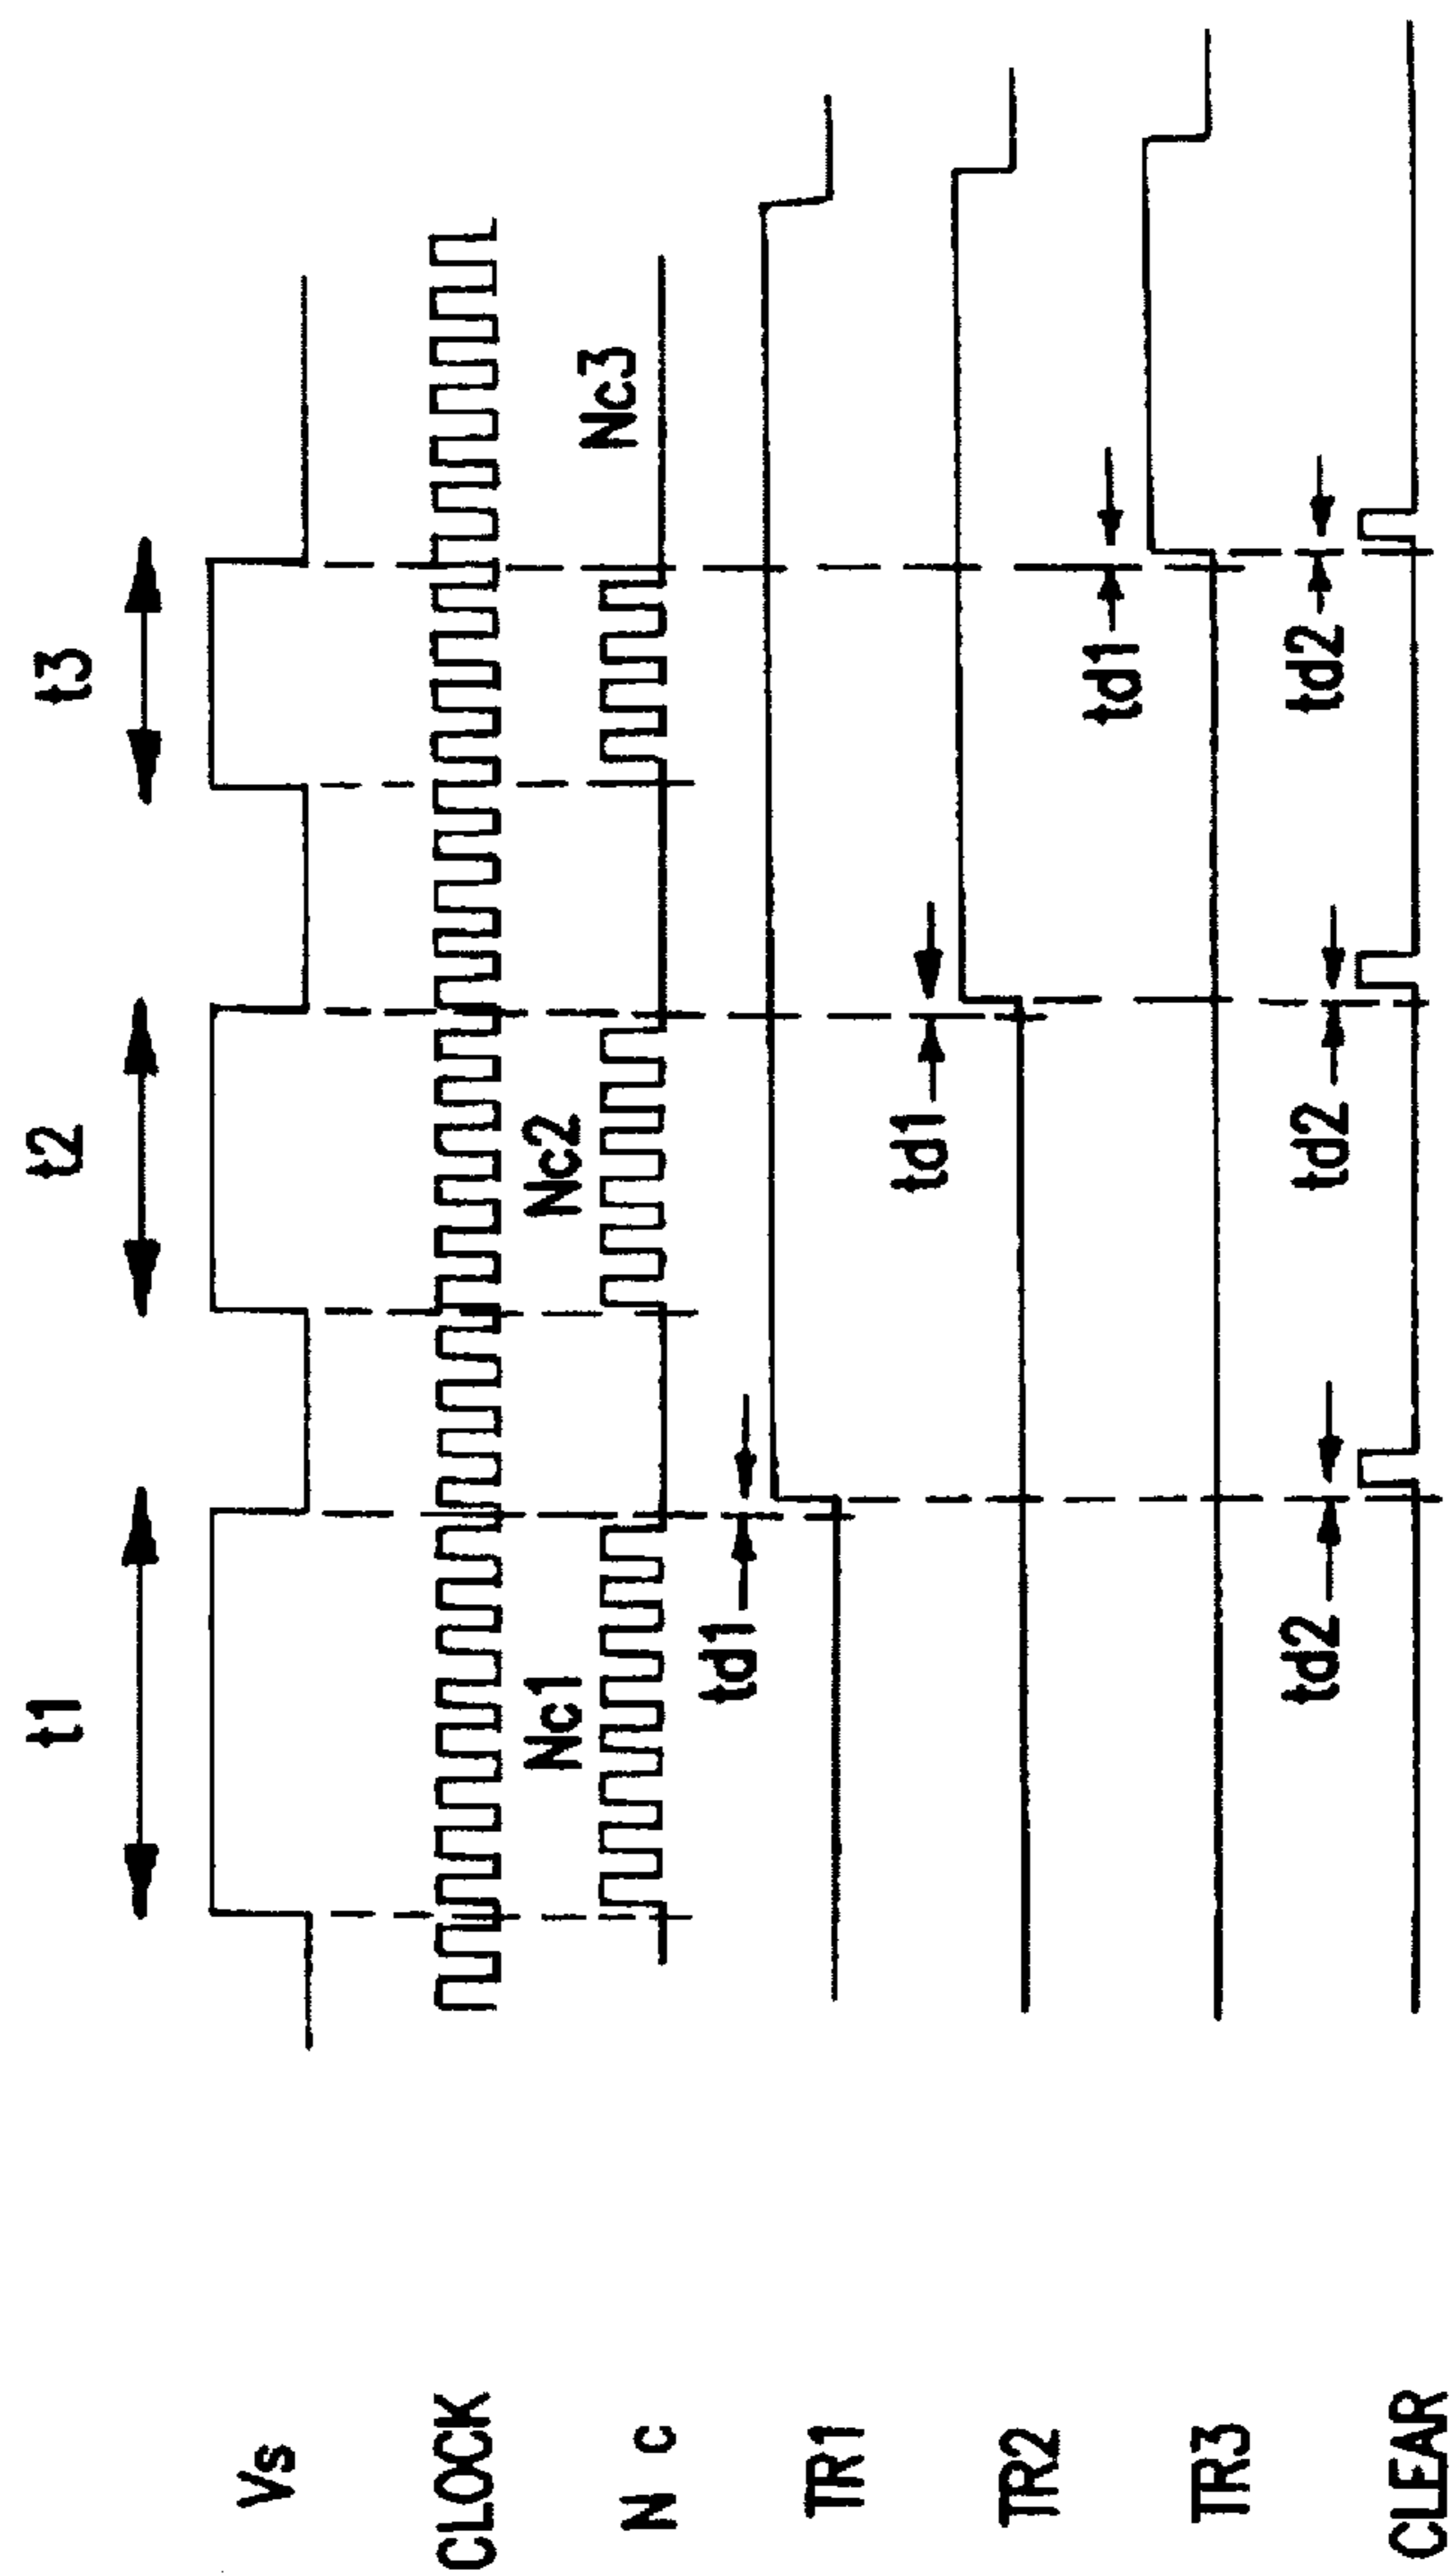 t1 t2 t3
Vs
CLOCK
Nc1 Nc2 Nc3
N c
td1
TR1
td1
TR2
td1
TR3
td2 td2 td2
CLEAR